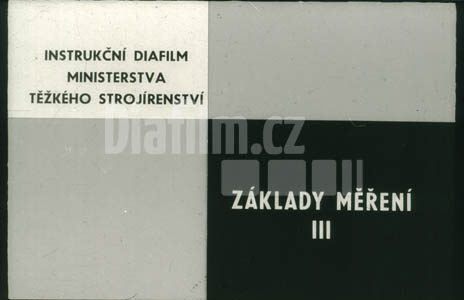 INSTRUKČNÍ DIAFILM
MINISTERSTVA
TĚŽKÉHO STROJÍRENSTVÍ
Diafilm.cz
ZÁKLADY MĚŘENÍ
III